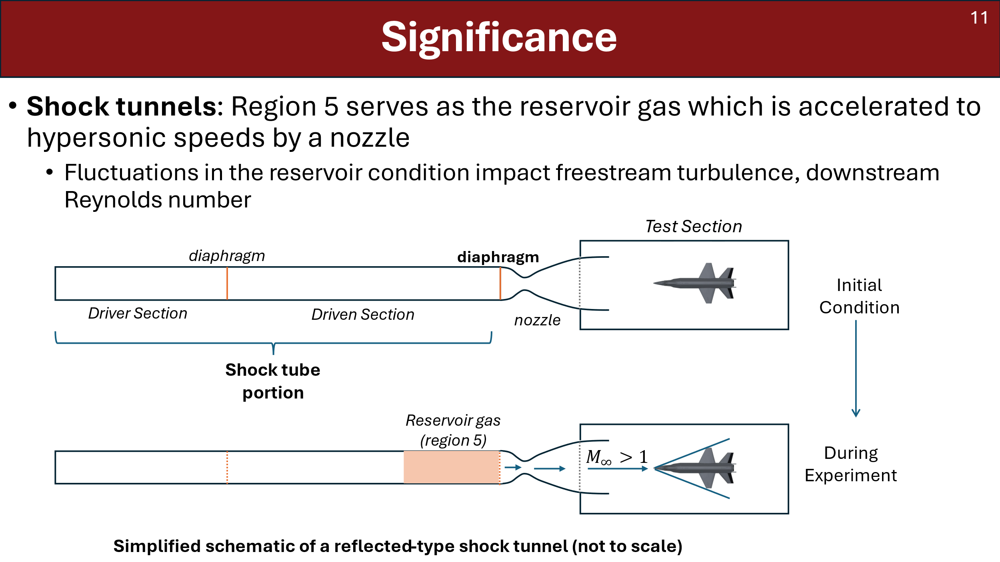 11
Significance
• Shock tunnels: Region 5 serves as the reservoir gas which is accelerated to
hypersonic speeds by a nozzle
• Fluctuations in the reservoir condition impact freestream turbulence, downstream
Reynolds number
Test Section
diaphragm
diaphragm
Driver Section
Driven Section
nozzle
Initial
Condition
Shock tube
portion
Reservoir gas
(region 5)
M∞ > 1
During
Experiment
Simplified schematic of a reflected-type shock tunnel (not to scale)